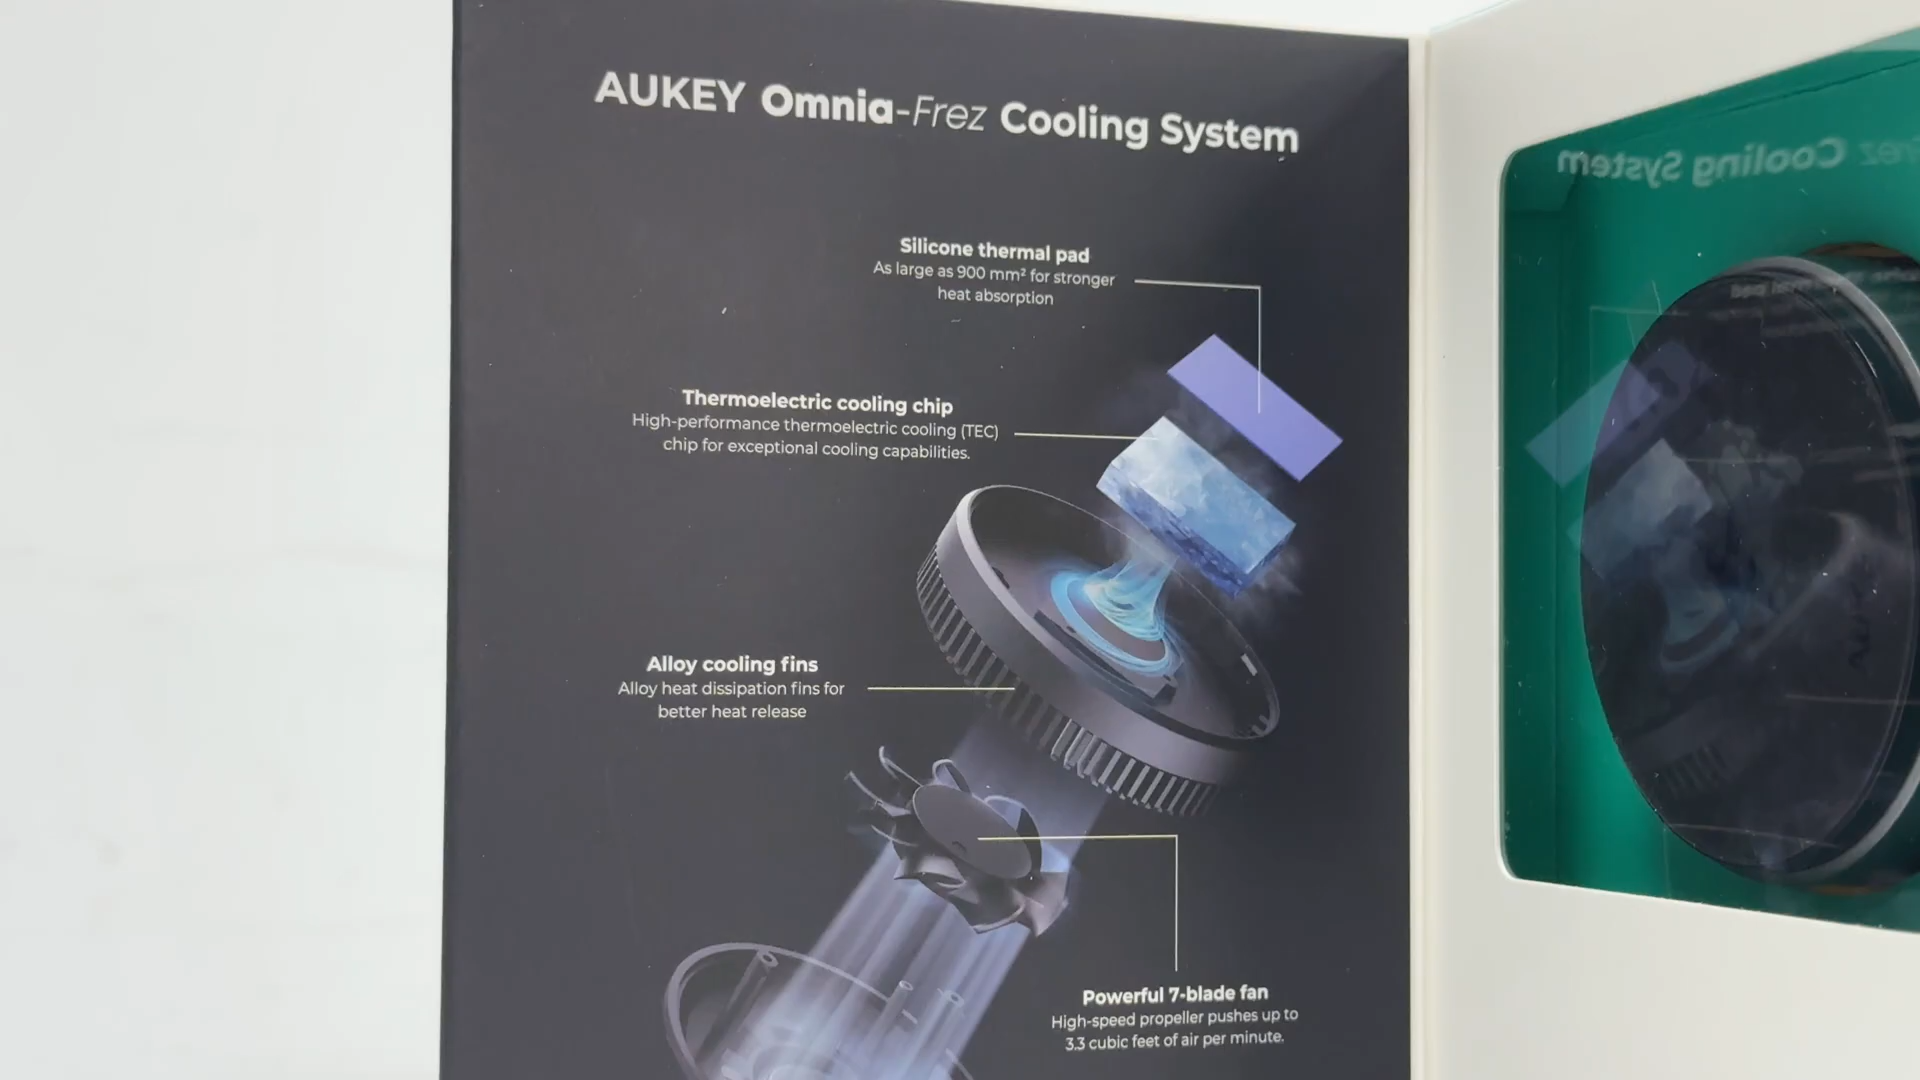 AUKEY Omnia-Frez Cooling System
Silicone thermal pad
As large as 900 mm² for stronger
heat absorption
Thermoelectric cooling chip
High-performance thermoelectric cooling (TEC)
chip for exceptional cooling capabilities.
Alloy cooling fins
Alloy heat dissipation fins for
better heat release
Powerful 7-blade fan
High-speed propeller pushes up to
3.3 cubic feet of air per minute.